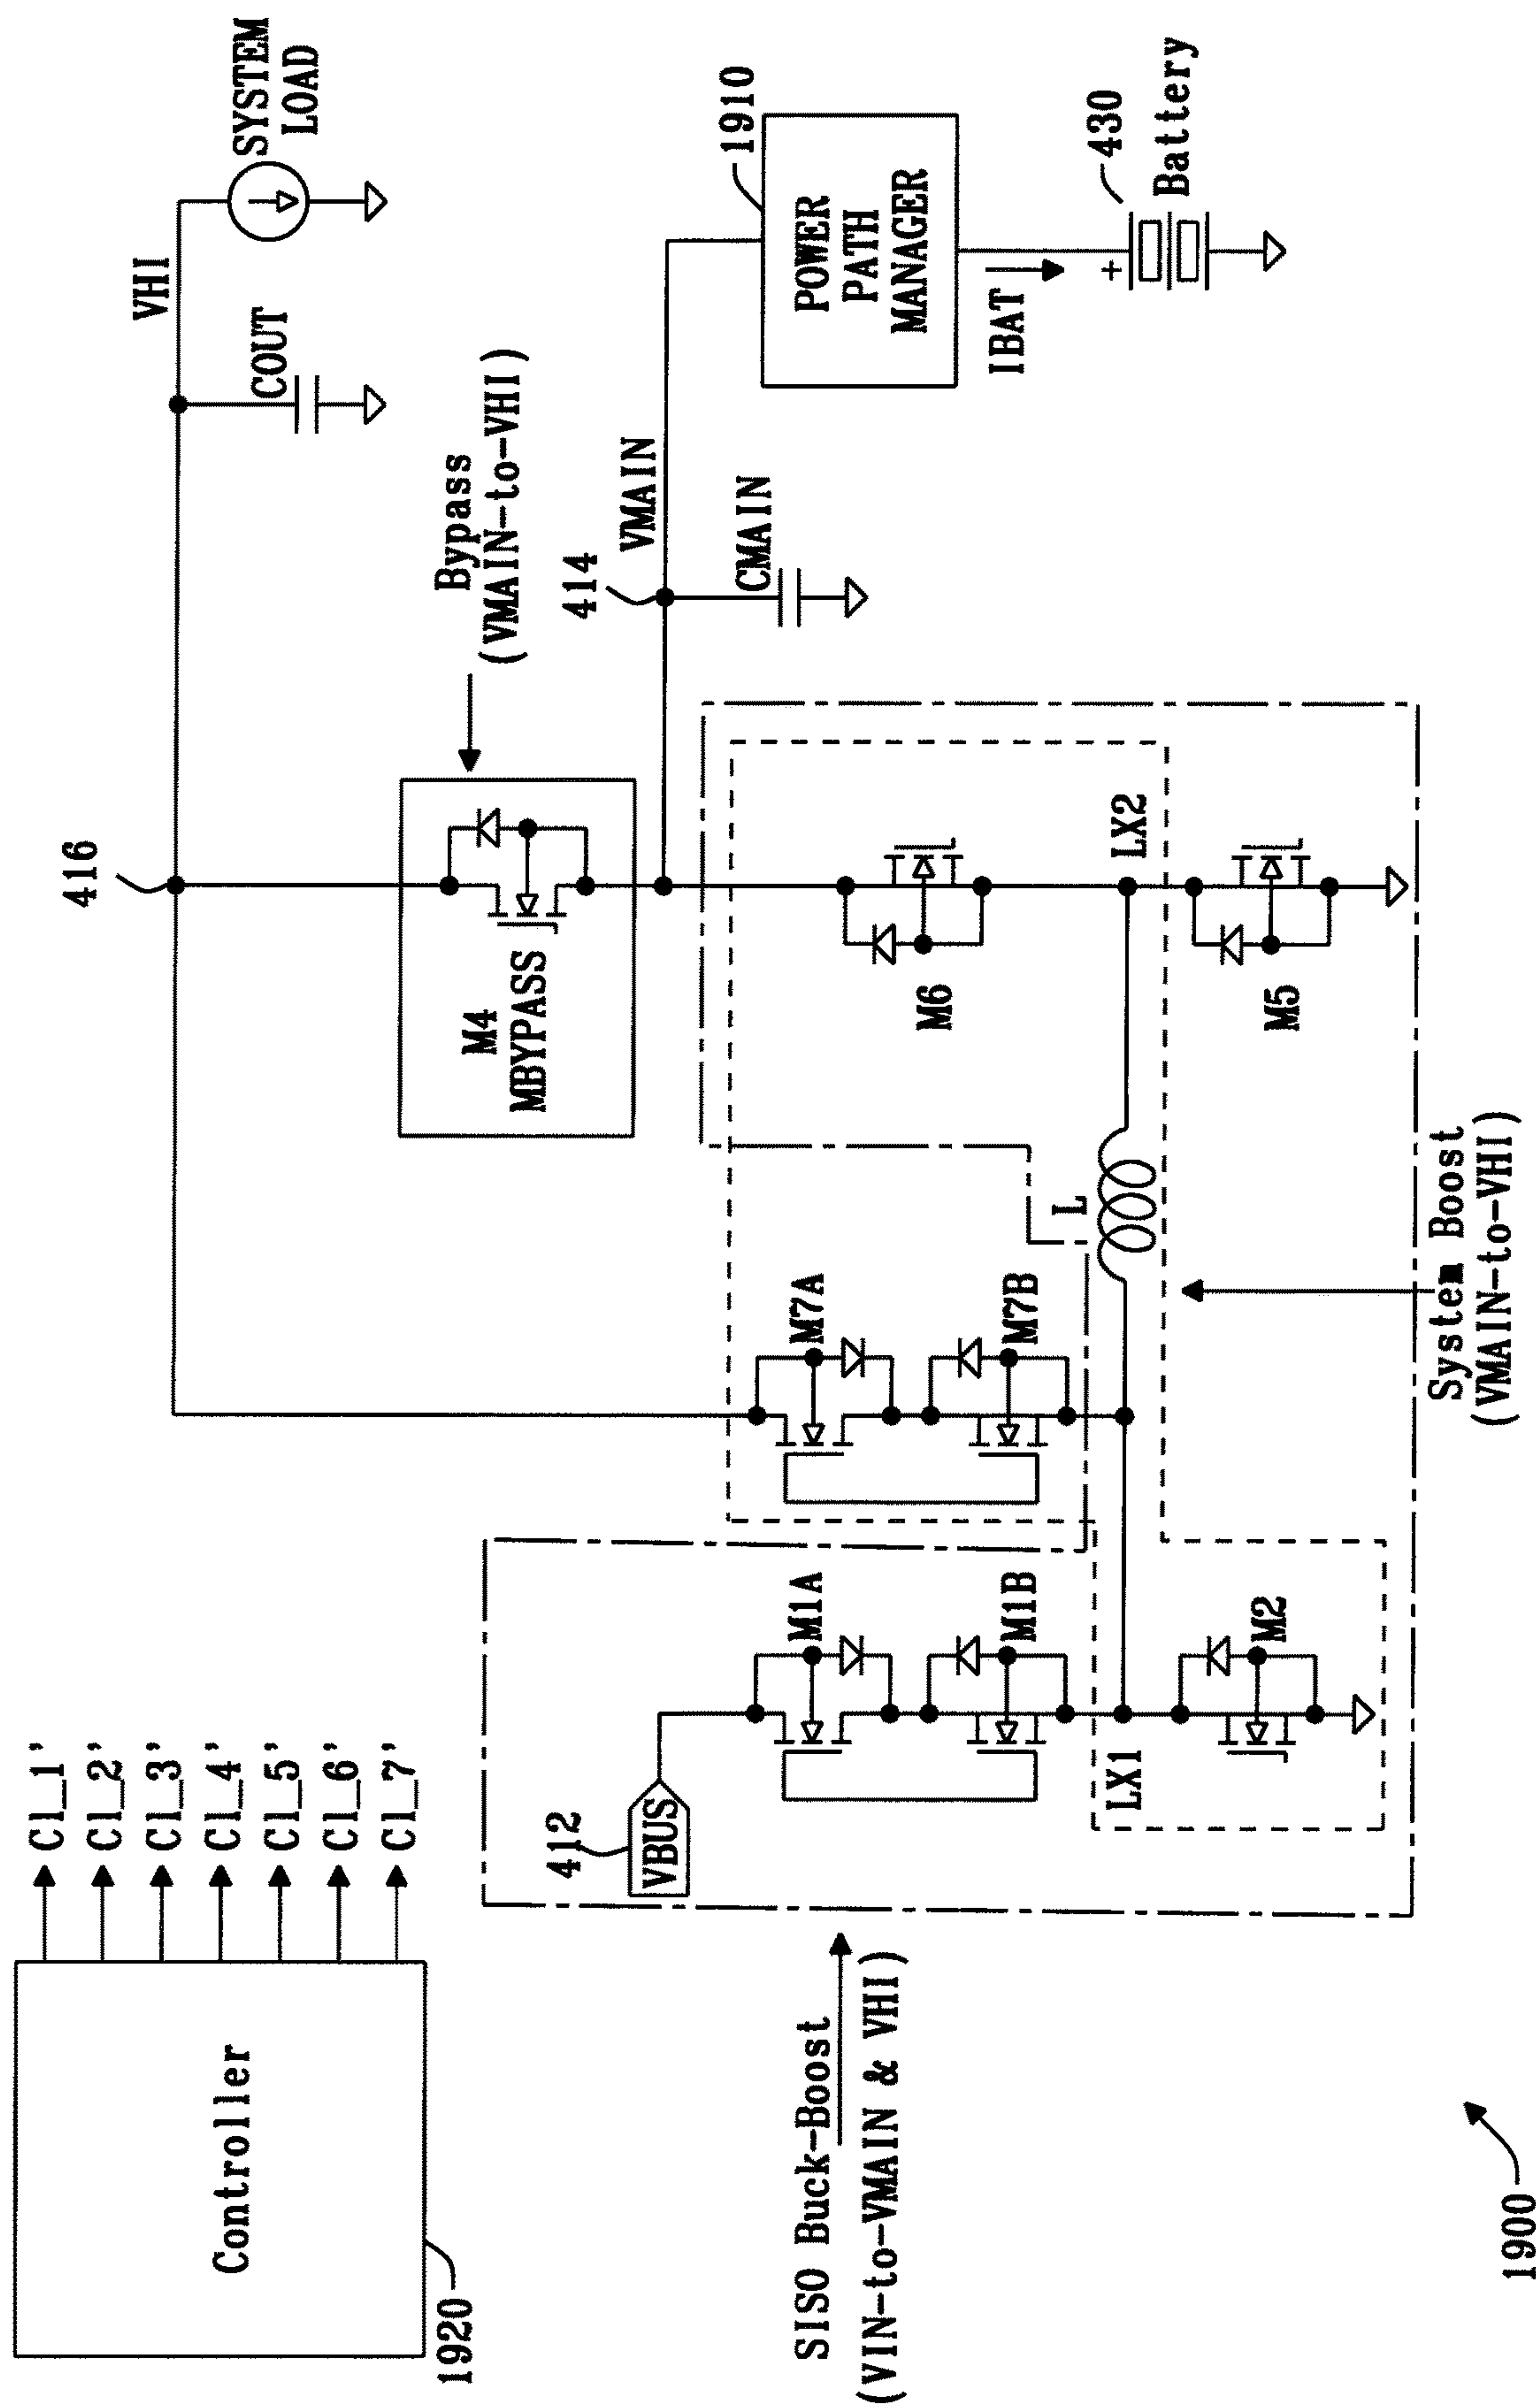 Controller
1920
Cl_1'
Cl_2'
Cl_3'
Cl_4'
Cl_5'
Cl_6'
Cl_7'
416
VHI
SYSTEM
LOAD
COUT
Bypass
(VMAIN-to-VHI)
M4
MBYPASS
414
VMAIN
CMAIN
1910
POWER
PATH
MANAGER
IBAT
+
430
Battery
412
VBUS
M1A
M1B
M7A
M7B
M6
L
LX1
LX2
M2
M5
SISO Buck-Boost
(VIN-to-VMAIN & VHI)
System Boost
(VMAIN-to-VHI)
1900